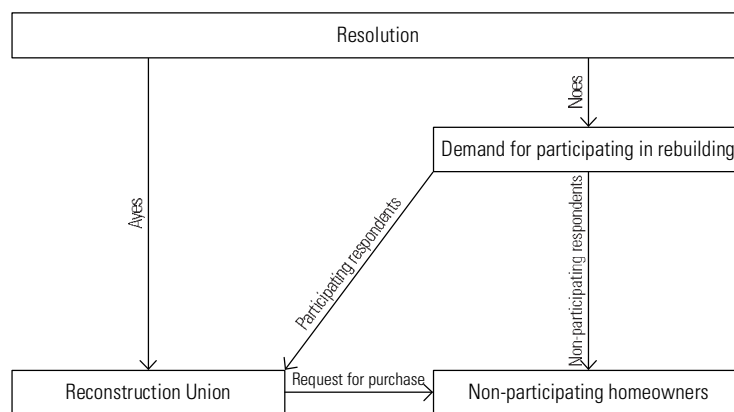 Resolution
Noes
Demand for participating in rebuilding
Ayes
Participating respondents
Non-participating respondents
Reconstruction Union
Request for purchase
Non-participating homeowners